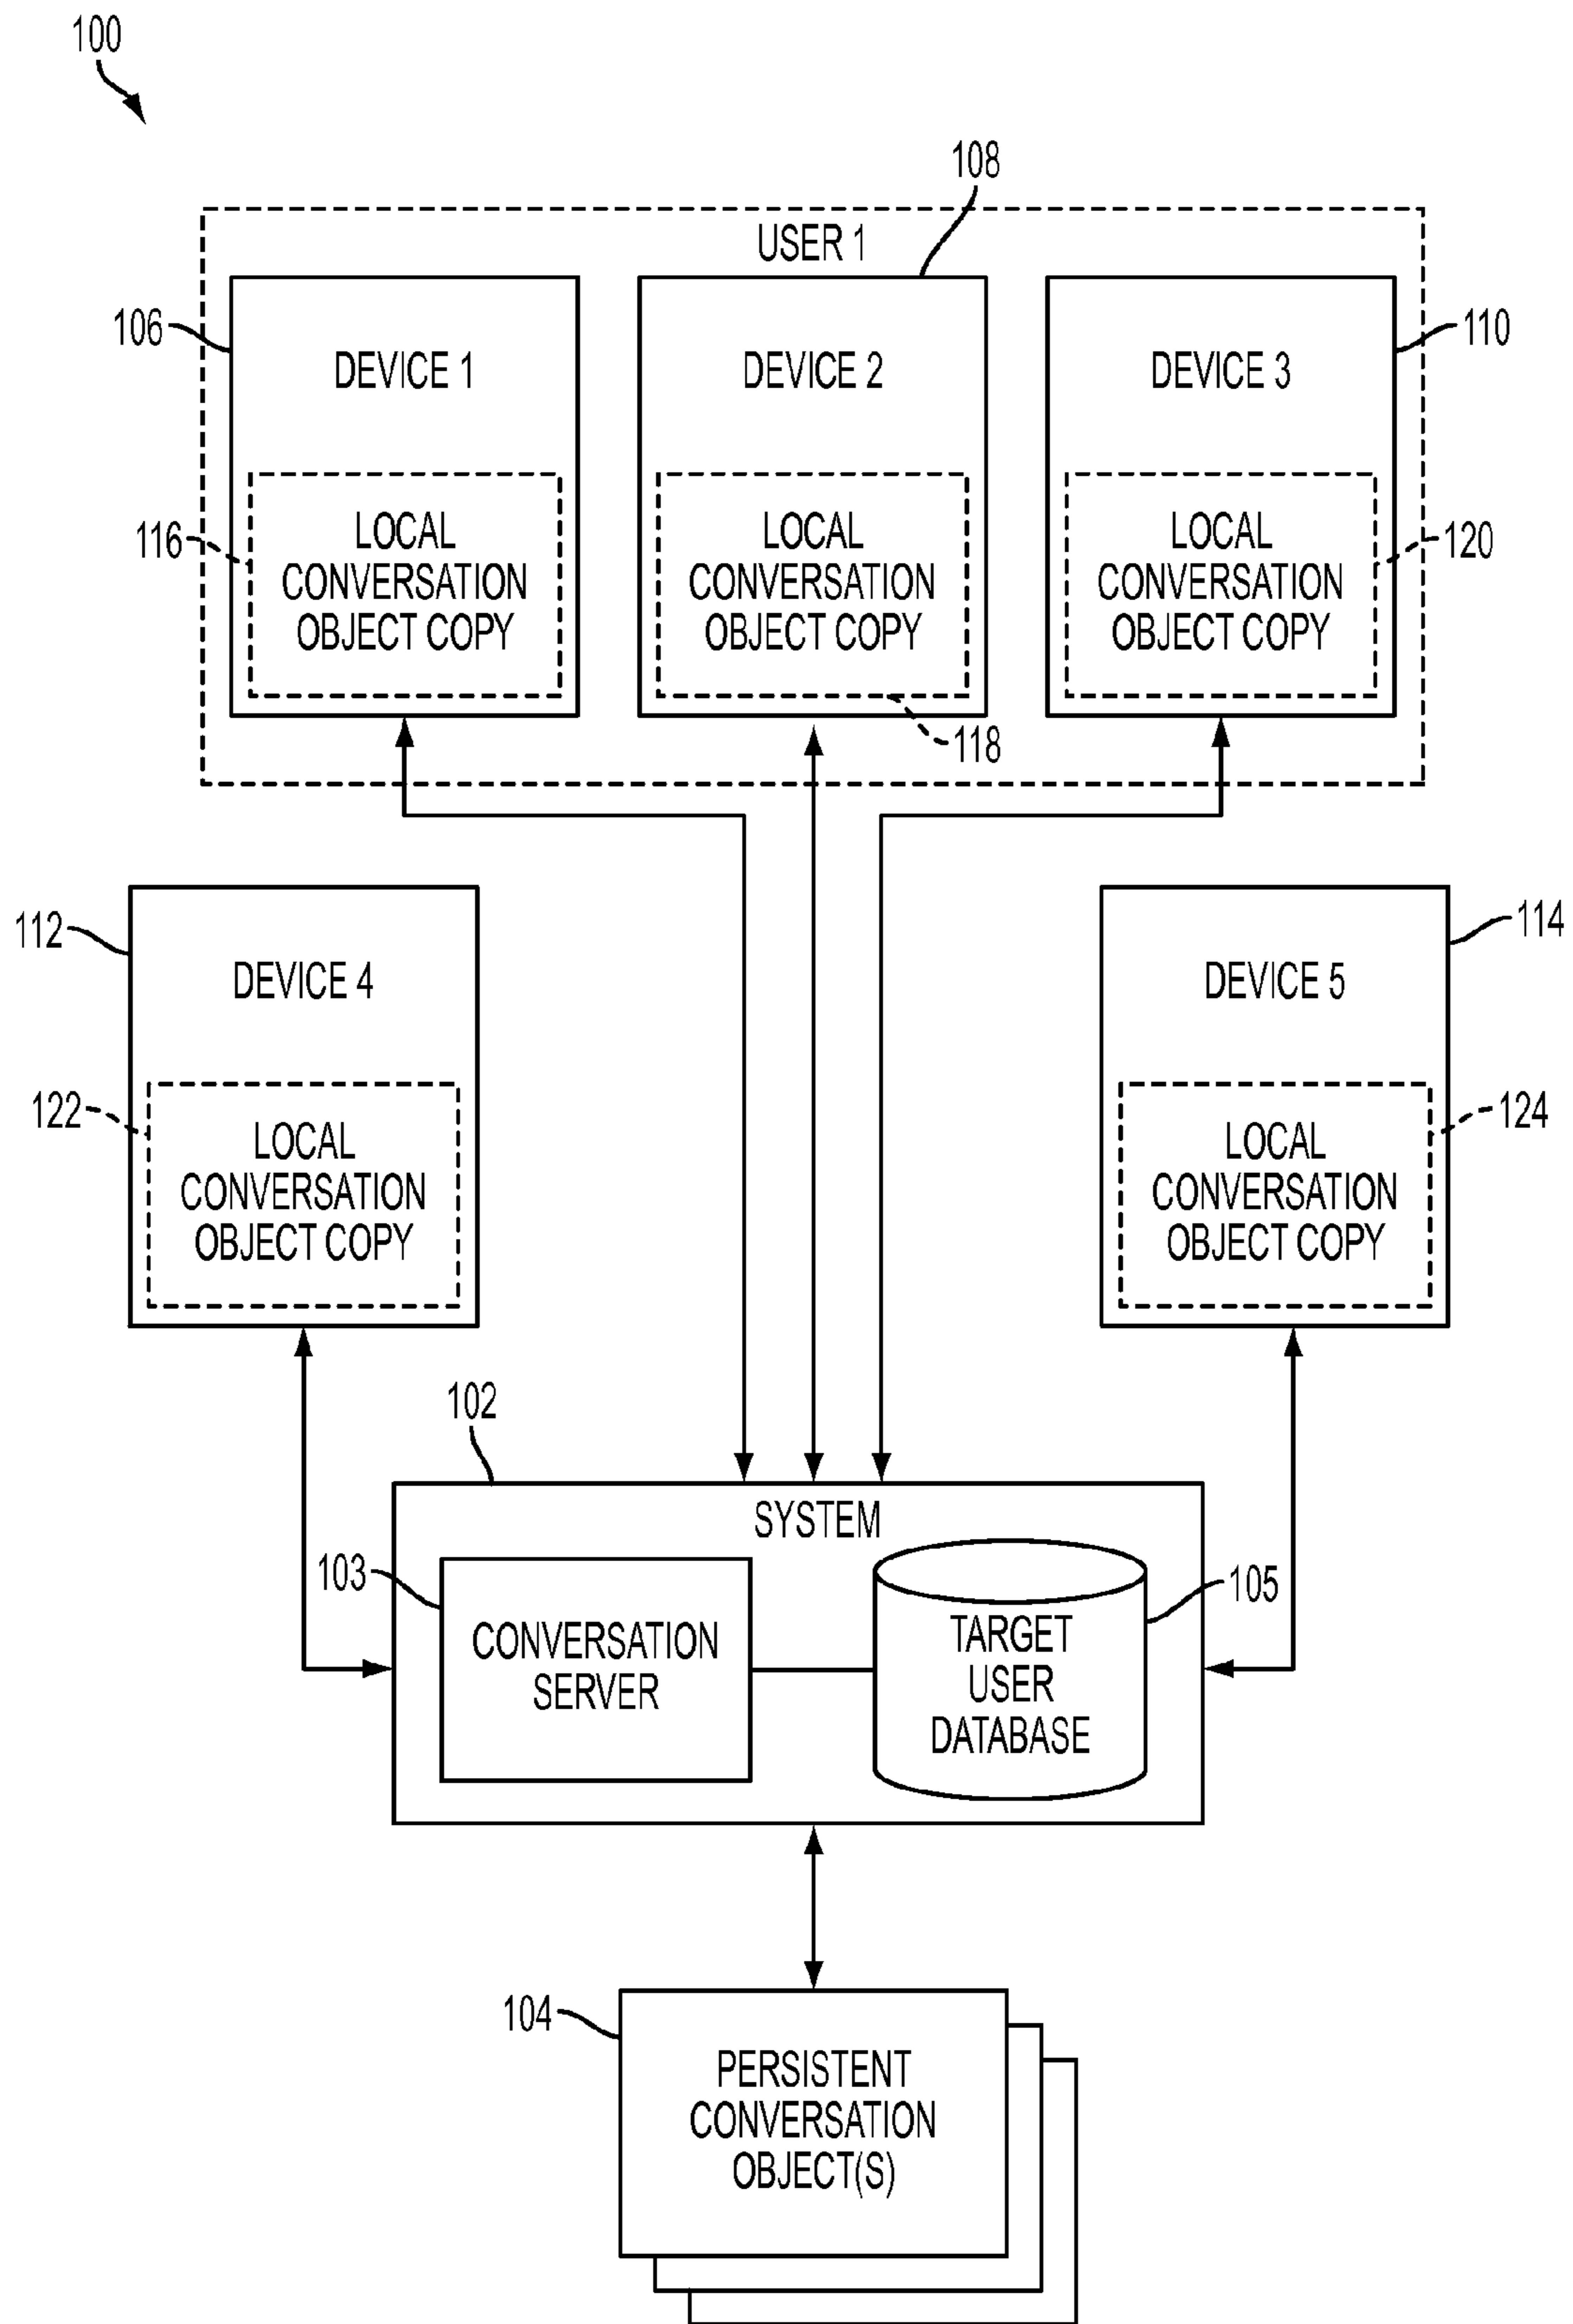 100
108
USER 1
106
110
DEVICE 1
DEVICE 2
DEVICE 3
116
LOCAL
CONVERSATION
OBJECT COPY
LOCAL
CONVERSATION
OBJECT COPY
118
LOCAL
CONVERSATION
OBJECT COPY
120
112
DEVICE 4
122
LOCAL
CONVERSATION
OBJECT COPY
114
DEVICE 5
124
LOCAL
CONVERSATION
OBJECT COPY
102
SYSTEM
103
CONVERSATION
SERVER
105
TARGET
USER
DATABASE
104
PERSISTENT
CONVERSATION
OBJECT(S)